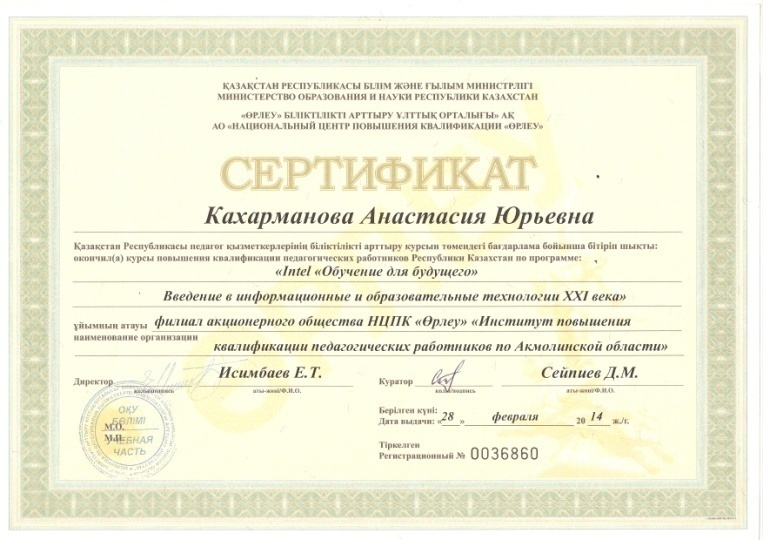 ҚАЗАҚСТАН РЕСПУБЛИКАСЫ БІЛІМ ЖӘНЕ ҒЫЛЫМ МИНИСТРЛІГІ
МИНИСТЕРСТВО ОБРАЗОВАНИЯ И НАУКИ РЕСПУБЛИКИ КАЗАХСТАН
«ӨРЛЕУ» БІЛІКТІЛІКТІ АРТТЫРУ ҰЛТТЫҚ ОРТАЛЫҒЫ» АҚ
АО «НАЦИОНАЛЬНЫЙ ЦЕНТР ПОВЫШЕНИЯ КВАЛИФИКАЦИИ «ӨРЛЕУ»
СЕРТИФИКАТ
Кахарманова Анастасия Юрьевна
Қазақстан Республикасы педагог қызметкерлерінің біліктілікті арттыру курсын төмендегі бағдарлама бойынша бітіріп шықты:
окончил(а) курсы повышения квалификации педагогических работников Республики Казахстан по программе:
«Intel «Обучение для будущего»
Введение в информационные и образовательные технологии XXI века»
ұйымның атауы филиал акционерного общества НЦПК «Өрлеу» «Институт повышения
наименование организации
квалификации педагогических работников по Акмолинской области»
Директор Исимбаев Е.Т. Куратор Сейпиев Д.М.
қолы/подпись аты-жөні/Ф.И.О. қолы/подпись аты-жөні/Ф.И.О.
ОҚУ БӨЛІМІ
М.О.
М.П.
УЧЕБНАЯ ЧАСТЬ
Берілген күні:
Дата выдачи: «28 » февраля 20 14 ж./г.
Тіркелген
Регистрационный № 0036860